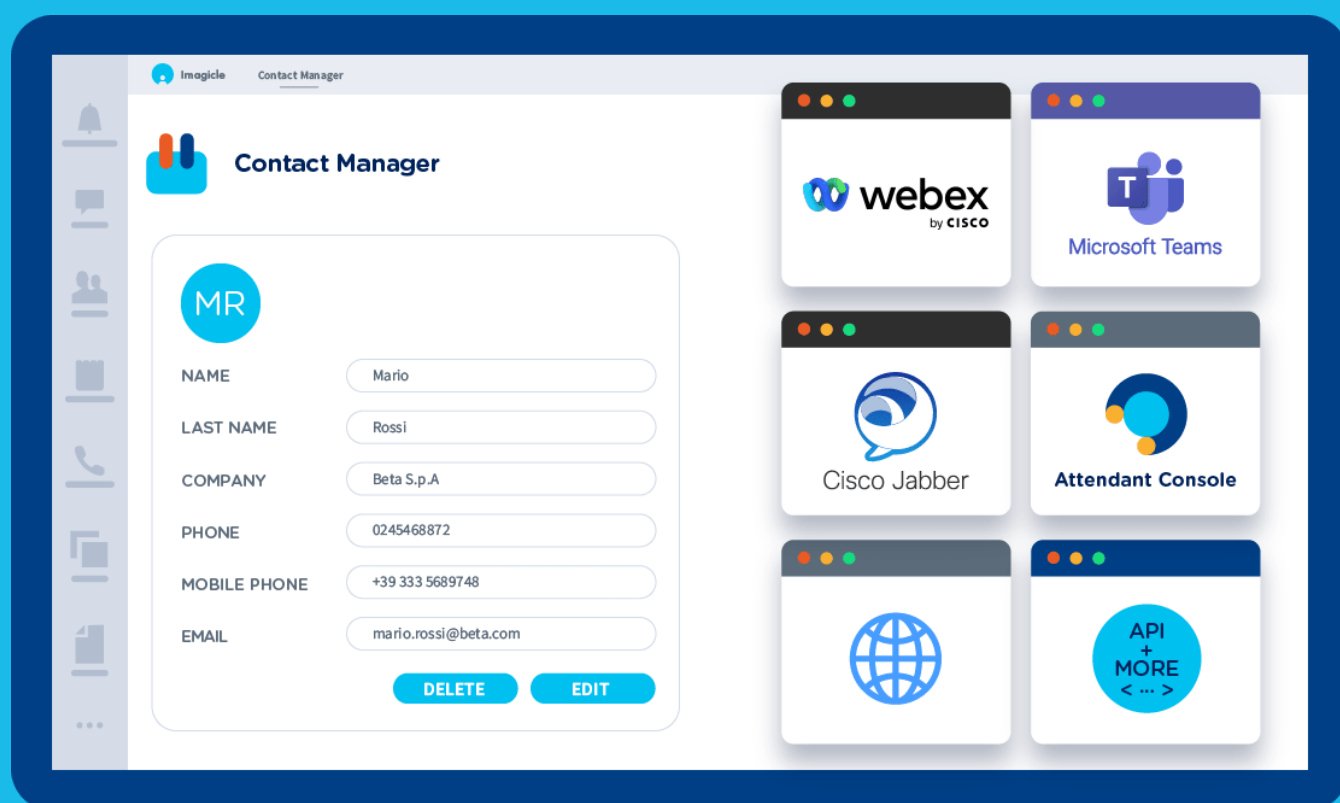 Imagicle Contact Manager
Contact Manager
MR
NAME Mario
LAST NAME Rossi
COMPANY Beta S.p.A
PHONE 0245468872
MOBILE PHONE +39 333 5689748
EMAIL mario.rossi@beta.com
DELETE EDIT
webex
by CISCO
T
Microsoft Teams
Cisco Jabber
Attendant Console
API
+
MORE
< ... >